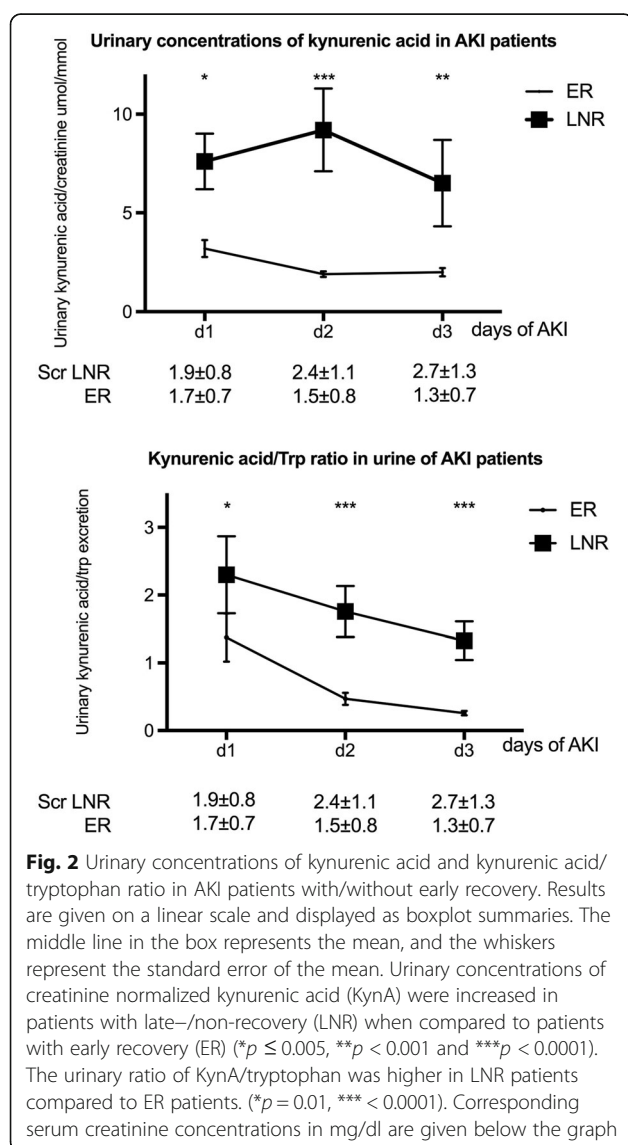 Urinary concentrations of kynurenic acid in AKI patients
* *** **
ER
LNR
Urinary kynurenic acid/creatinine umol/mmol
10
5
0
d1 d2 d3 days of AKI
Scr LNR 1.9±0.8 2.4±1.1 2.7±1.3
ER 1.7±0.7 1.5±0.8 1.3±0.7
Kynurenic acid/Trp ratio in urine of AKI patients
* *** ***
ER
LNR
Urinary kynurenic acid/trp excretion
3
2
1
0
d1 d2 d3 days of AKI
Scr LNR 1.9±0.8 2.4±1.1 2.7±1.3
ER 1.7±0.7 1.5±0.8 1.3±0.7
Fig. 2 Urinary concentrations of kynurenic acid and kynurenic acid/
tryptophan ratio in AKI patients with/without early recovery. Results
are given on a linear scale and displayed as boxplot summaries. The
middle line in the box represents the mean, and the whiskers
represent the standard error of the mean. Urinary concentrations of
creatinine normalized kynurenic acid (KynA) were increased in
patients with late–/non-recovery (LNR) when compared to patients
with early recovery (ER) (*p ≤ 0.005, **p < 0.001 and ***p < 0.0001).
The urinary ratio of KynA/tryptophan was higher in LNR patients
compared to ER patients. (*p = 0.01, *** < 0.0001). Corresponding
serum creatinine concentrations in mg/dl are given below the graph